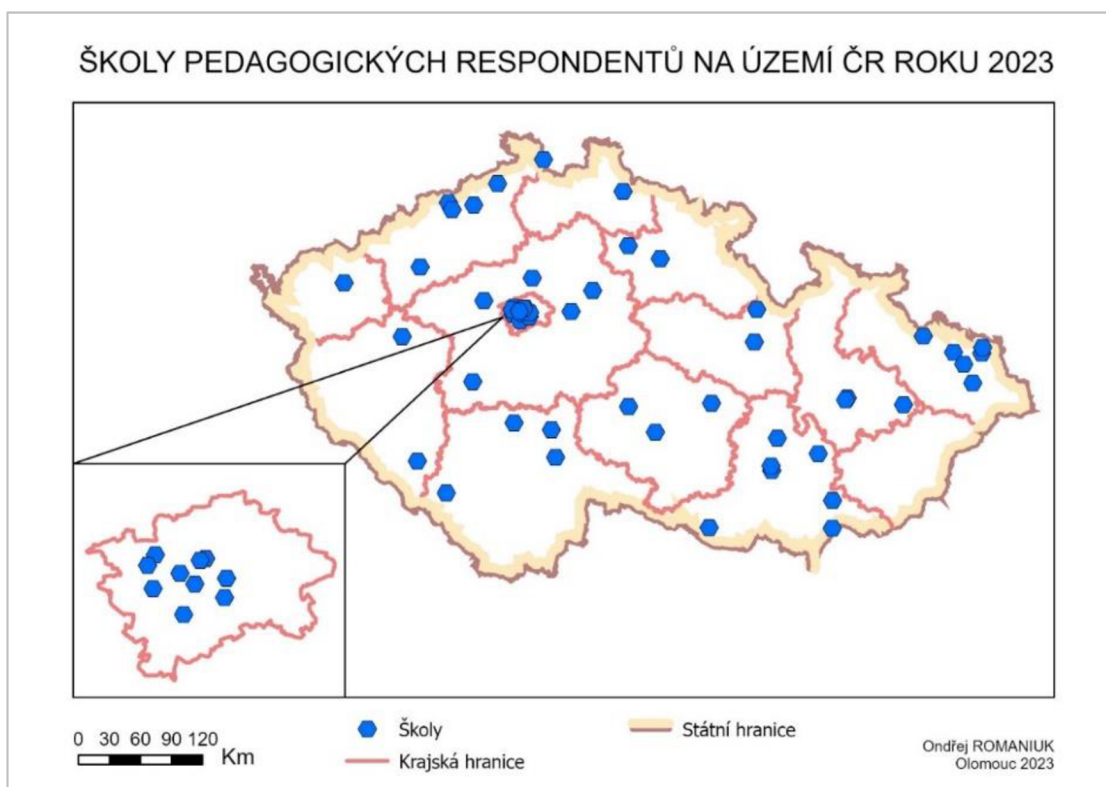 ŠKOLY PEDAGOGICKÝCH RESPONDENTŮ NA ÚZEMÍ ČR ROKU 2023
0 30 60 90 120 Km
Školy
Krajská hranice
Státní hranice
Ondřej ROMANIUK
Olomouc 2023